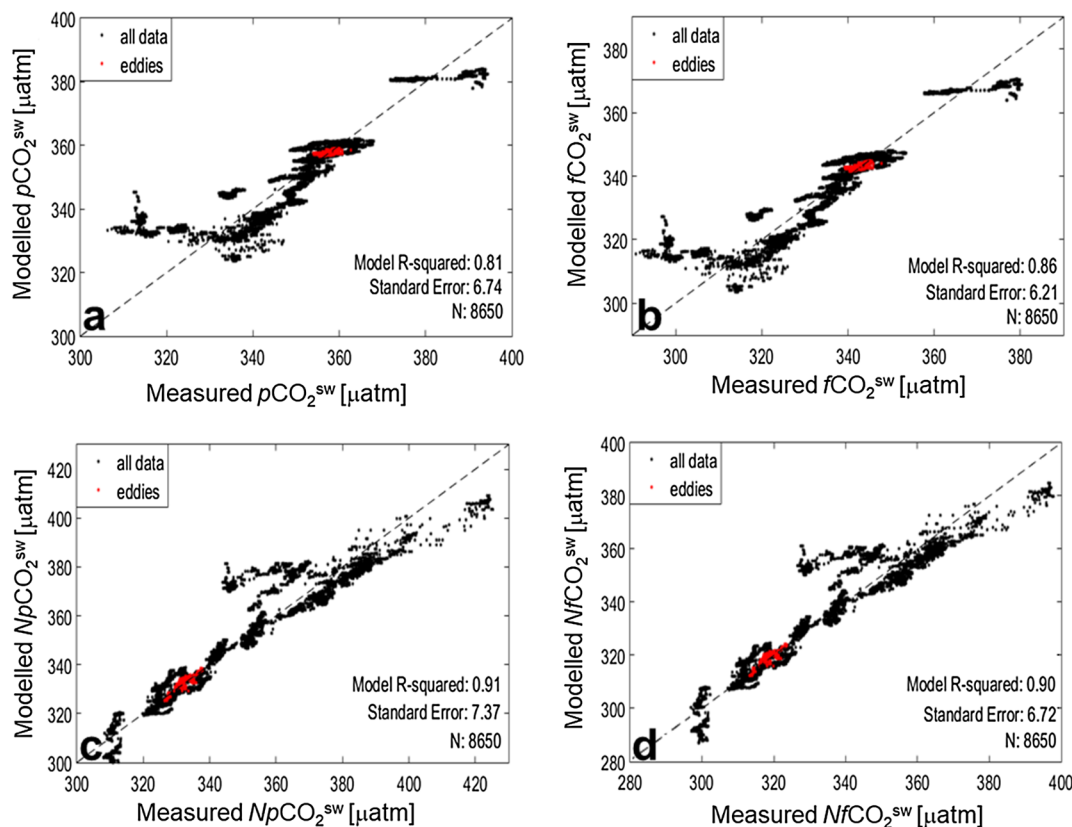 400
380
360
340
320
300
300
320
340
360
380
400
all data
eddies
Modelled pCO₂ˢʷ [µatm]
Measured pCO₂ˢʷ [µatm]
Model R-squared: 0.81
Standard Error: 6.74
N: 8650
a
380
360
340
320
300
300
320
340
360
380
all data
eddies
Modelled fCO₂ˢʷ [µatm]
Measured fCO₂ˢʷ [µatm]
Model R-squared: 0.86
Standard Error: 6.21
N: 8650
b
420
400
380
360
340
320
300
300
320
340
360
380
400
420
all data
eddies
Modelled NpCO₂ˢʷ [µatm]
Measured NpCO₂ˢʷ [µatm]
Model R-squared: 0.91
Standard Error: 7.37
N: 8650
c
400
380
360
340
320
300
280
280
300
320
340
360
380
400
all data
eddies
Modelled NfCO₂ˢʷ [µatm]
Measured NfCO₂ˢʷ [µatm]
Model R-squared: 0.90
Standard Error: 6.72
N: 8650
d